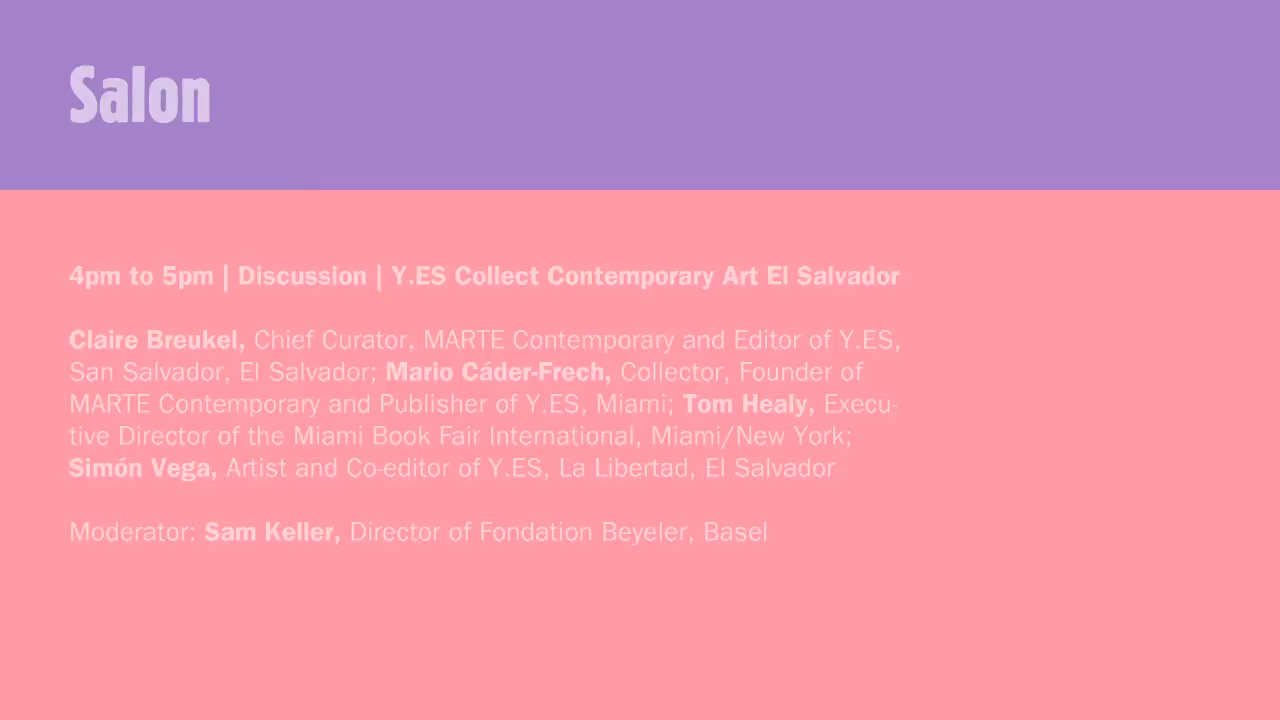 Salon
4pm to 5pm | Discussion | Y.ES Collect Contemporary Art El Salvador
Claire Breukel, Chief Curator, MARTE Contemporary and Editor of Y.ES,
San Salvador, El Salvador; Mario Cáder-Frech, Collector, Founder of
MARTE Contemporary and Publisher of Y.ES, Miami; Tom Healy, Execu-
tive Director of the Miami Book Fair International, Miami/New York;
Simón Vega, Artist and Co-editor of Y.ES, La Libertad, El Salvador
Moderator: Sam Keller, Director of Fondation Beyeler, Basel